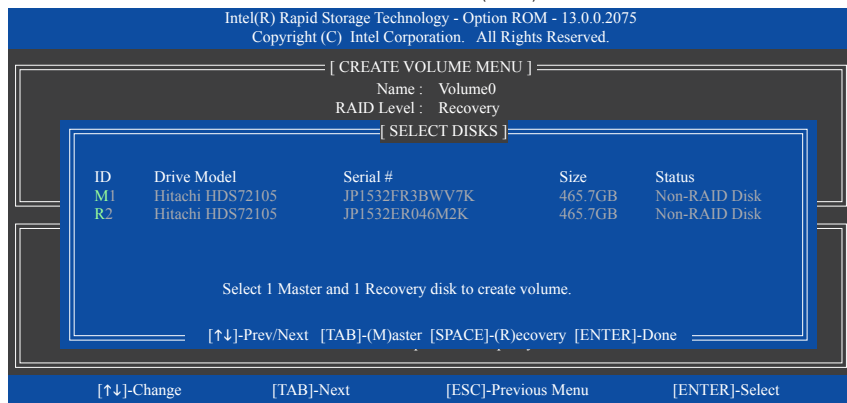 Intel(R) Rapid Storage Technology - Option ROM - 13.0.0.2075
Copyright (C) Intel Corporation. All Rights Reserved.
[ CREATE VOLUME MENU ]
Name : Volume0
RAID Level : Recovery
[ SELECT DISKS ]
ID Drive Model Serial # Size Status
M1 Hitachi HDS72105 JP1532FR3BWV7K 465.7GB Non-RAID Disk
R2 Hitachi HDS72105 JP1532ER046M2K 465.7GB Non-RAID Disk
Select 1 Master and 1 Recovery disk to create volume.
[↑↓]-Prev/Next [TAB]-(M)aster [SPACE]-(R)ecovery [ENTER]-Done
[↑↓]-Change [TAB]-Next [ESC]-Previous Menu [ENTER]-Select